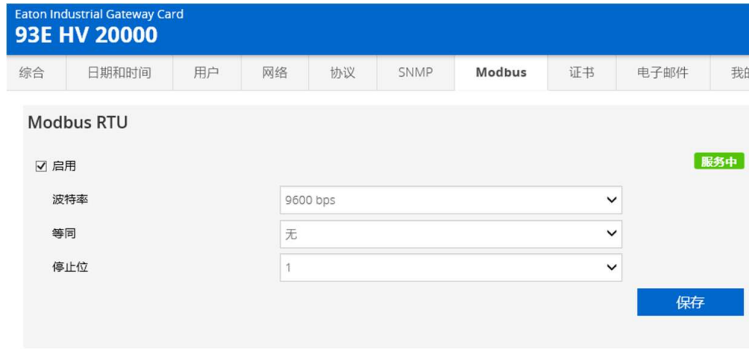 Eaton Industrial Gateway Card
93E HV 20000
综合 日期和时间 用户 网络 协议 SNMP Modbus 证书 电子邮件 我的
Modbus RTU
启用 服务中
波特率 9600 bps
等同 无
停止位 1
保存